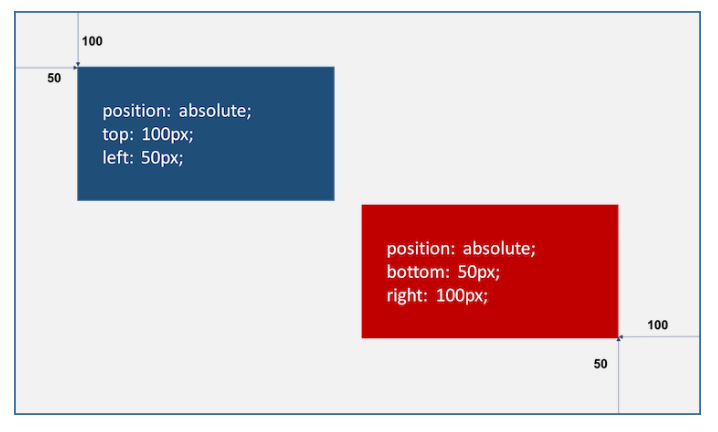 100
50
position: absolute;
top: 100px;
left: 50px;
position: absolute;
bottom: 50px;
right: 100px;
100
50